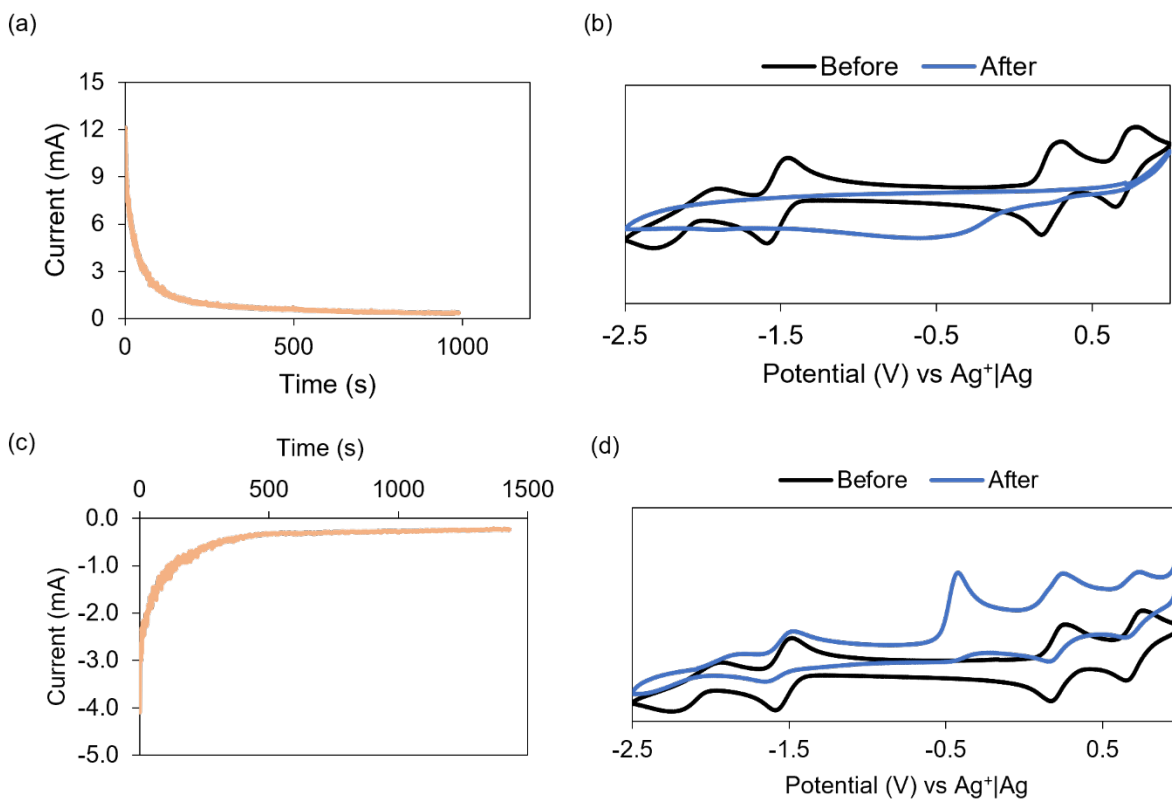 (a)
15
12
9
6
3
0
Current (mA)
0 500 1000
Time (s)
(b)
Before After
-2.5 -1.5 -0.5 0.5
Potential (V) vs Ag⁺|Ag
(c)
Time (s)
0 500 1000 1500
0.0
-1.0
-2.0
-3.0
-4.0
-5.0
Current (mA)
(d)
Before After
-2.5 -1.5 -0.5 0.5
Potential (V) vs Ag⁺|Ag